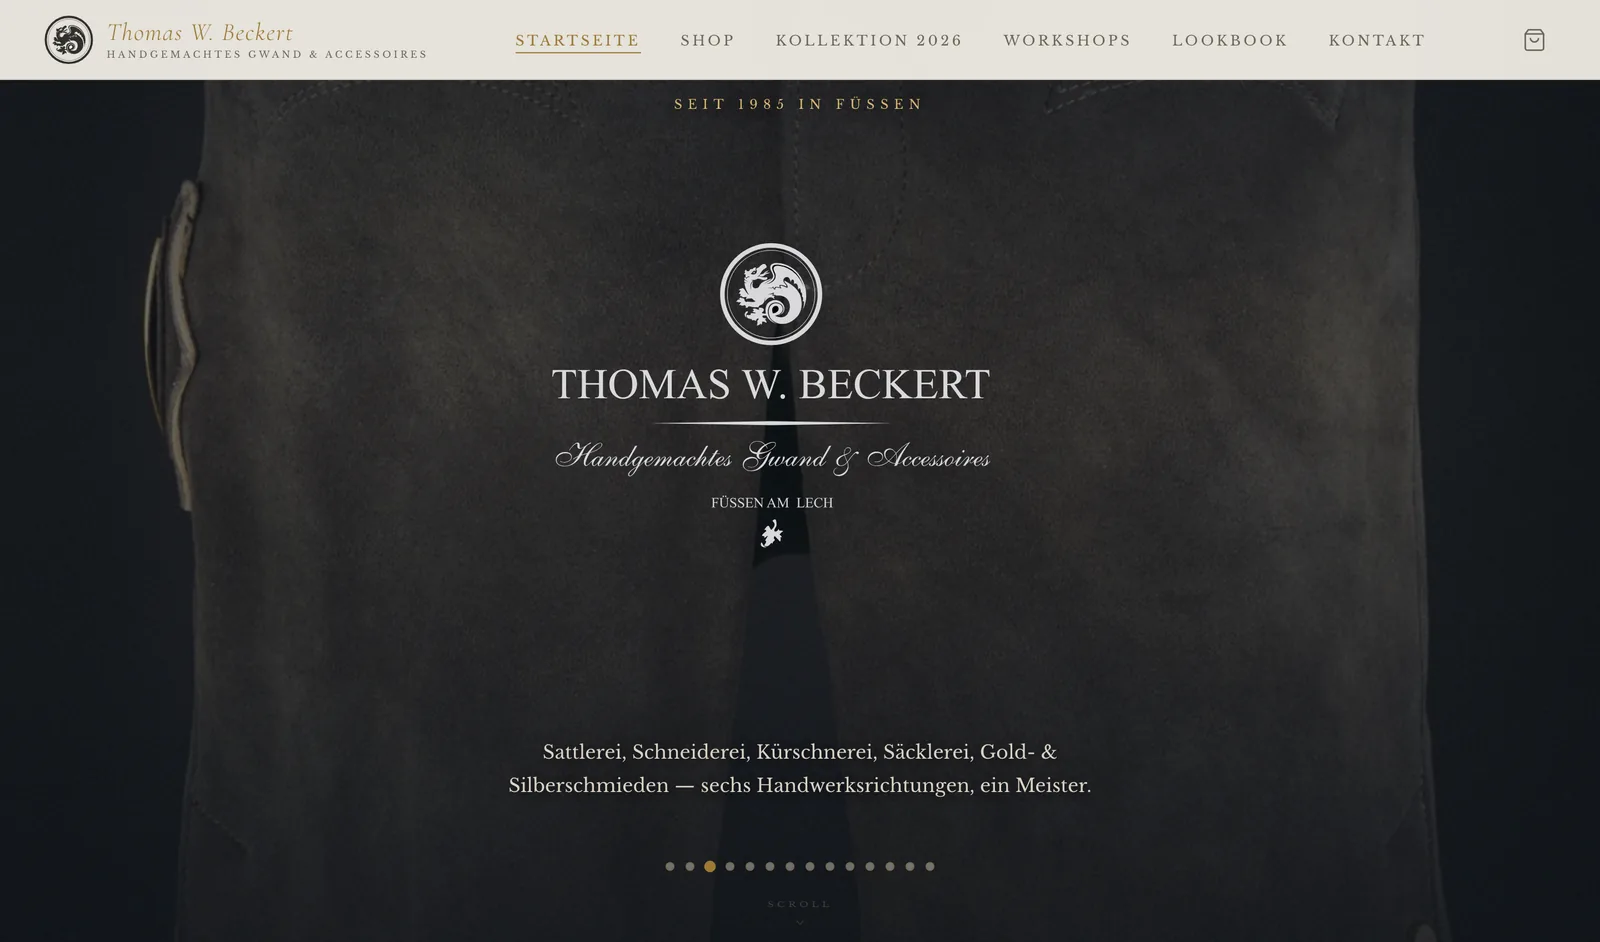 Thomas W. Beckert
HANDGEMACHTES GWAND & ACCESSOIRES
STARTSEITE
SHOP
KOLLEKTION 2026
WORKSHOPS
LOOKBOOK
KONTAKT
SEIT 1985 IN FÜSSEN
THOMAS W. BECKERT
Handgemachtes Gwand & Accessoires
FÜSSEN AM LECH
Sattlerei, Schneiderei, Kürschnerei, Säcklerei, Gold- &
Silberschmieden — sechs Handwerksrichtungen, ein Meister.
SCROLL